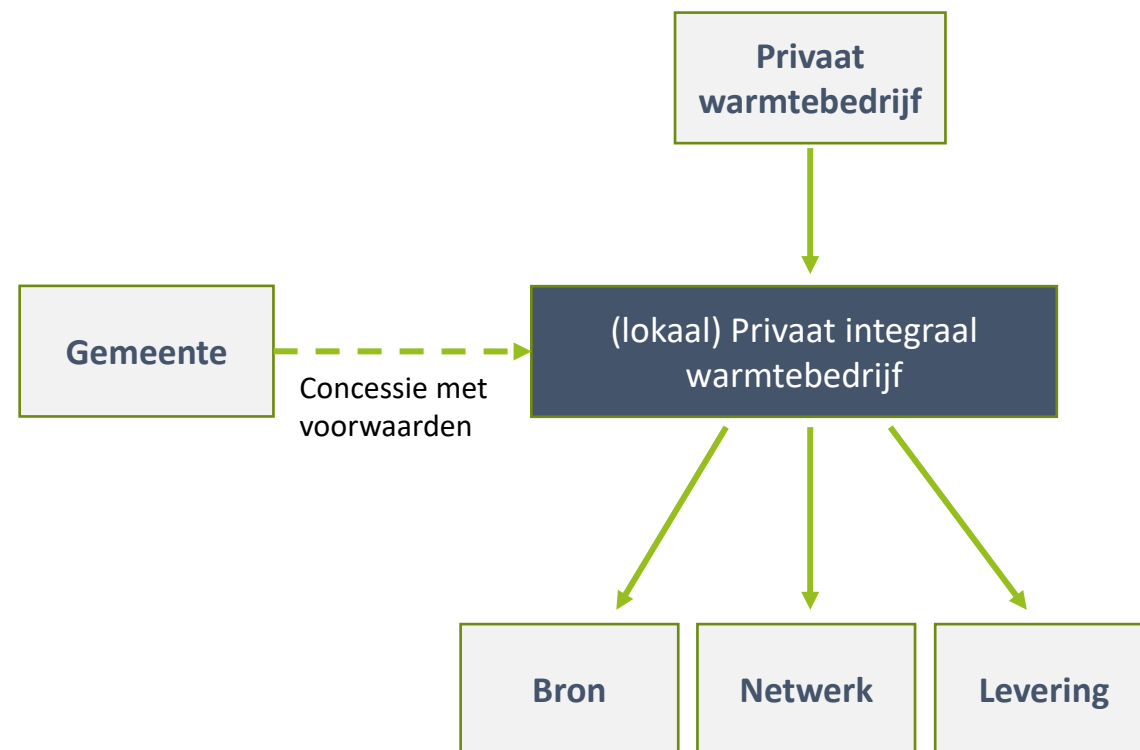 Privaat
warmtebedrijf
Gemeente
(lokaal) Privaat integraal
warmtebedrijf
Concessie met
voorwaarden
Bron
Netwerk
Levering